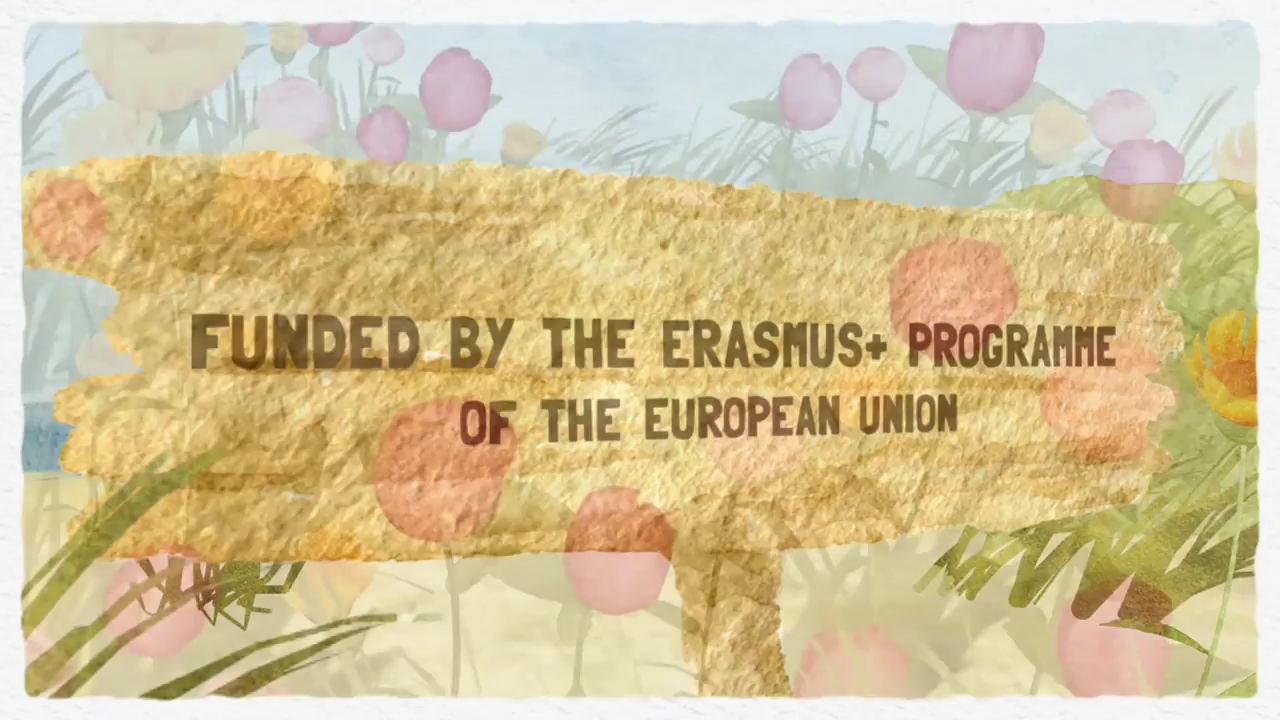 FUNDED BY THE ERASMUS+ PROGRAMME
OF THE EUROPEAN UNION